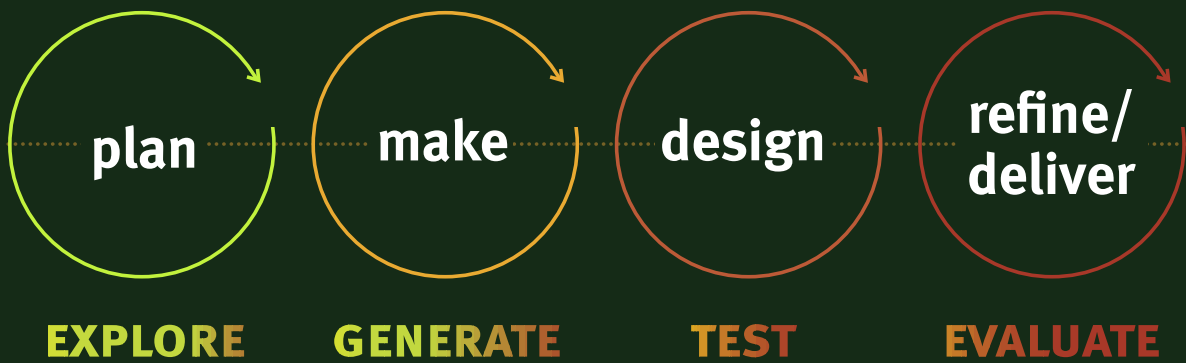 plan
make
design
refine/
deliver
EXPLORE
GENERATE
TEST
EVALUATE